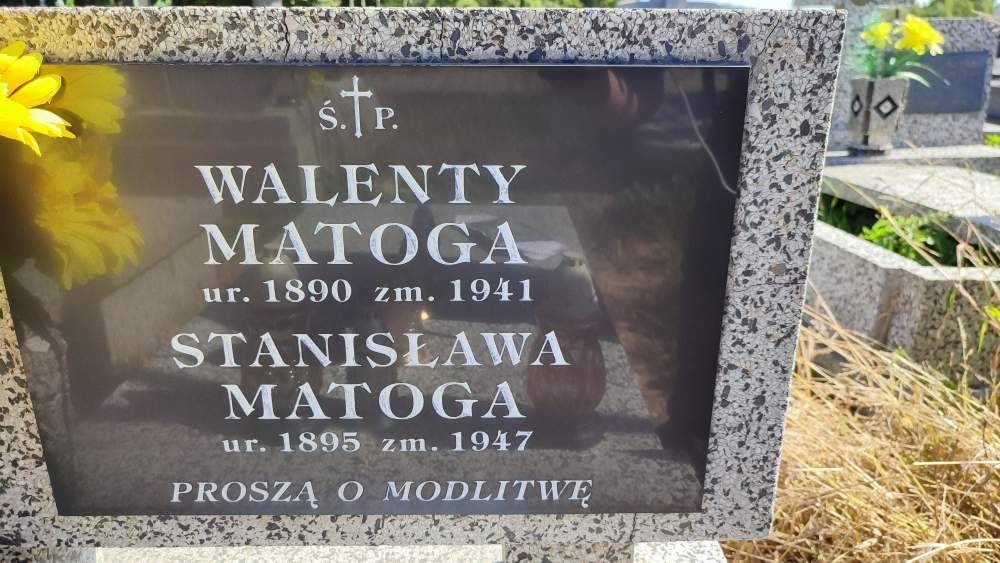 Ś. P.
WALENTY
MATOGA
ur. 1890 zm. 1941
STANISŁAWA
MATOGA
ur. 1895 zm. 1947
PROSZĄ O MODLITWĘ